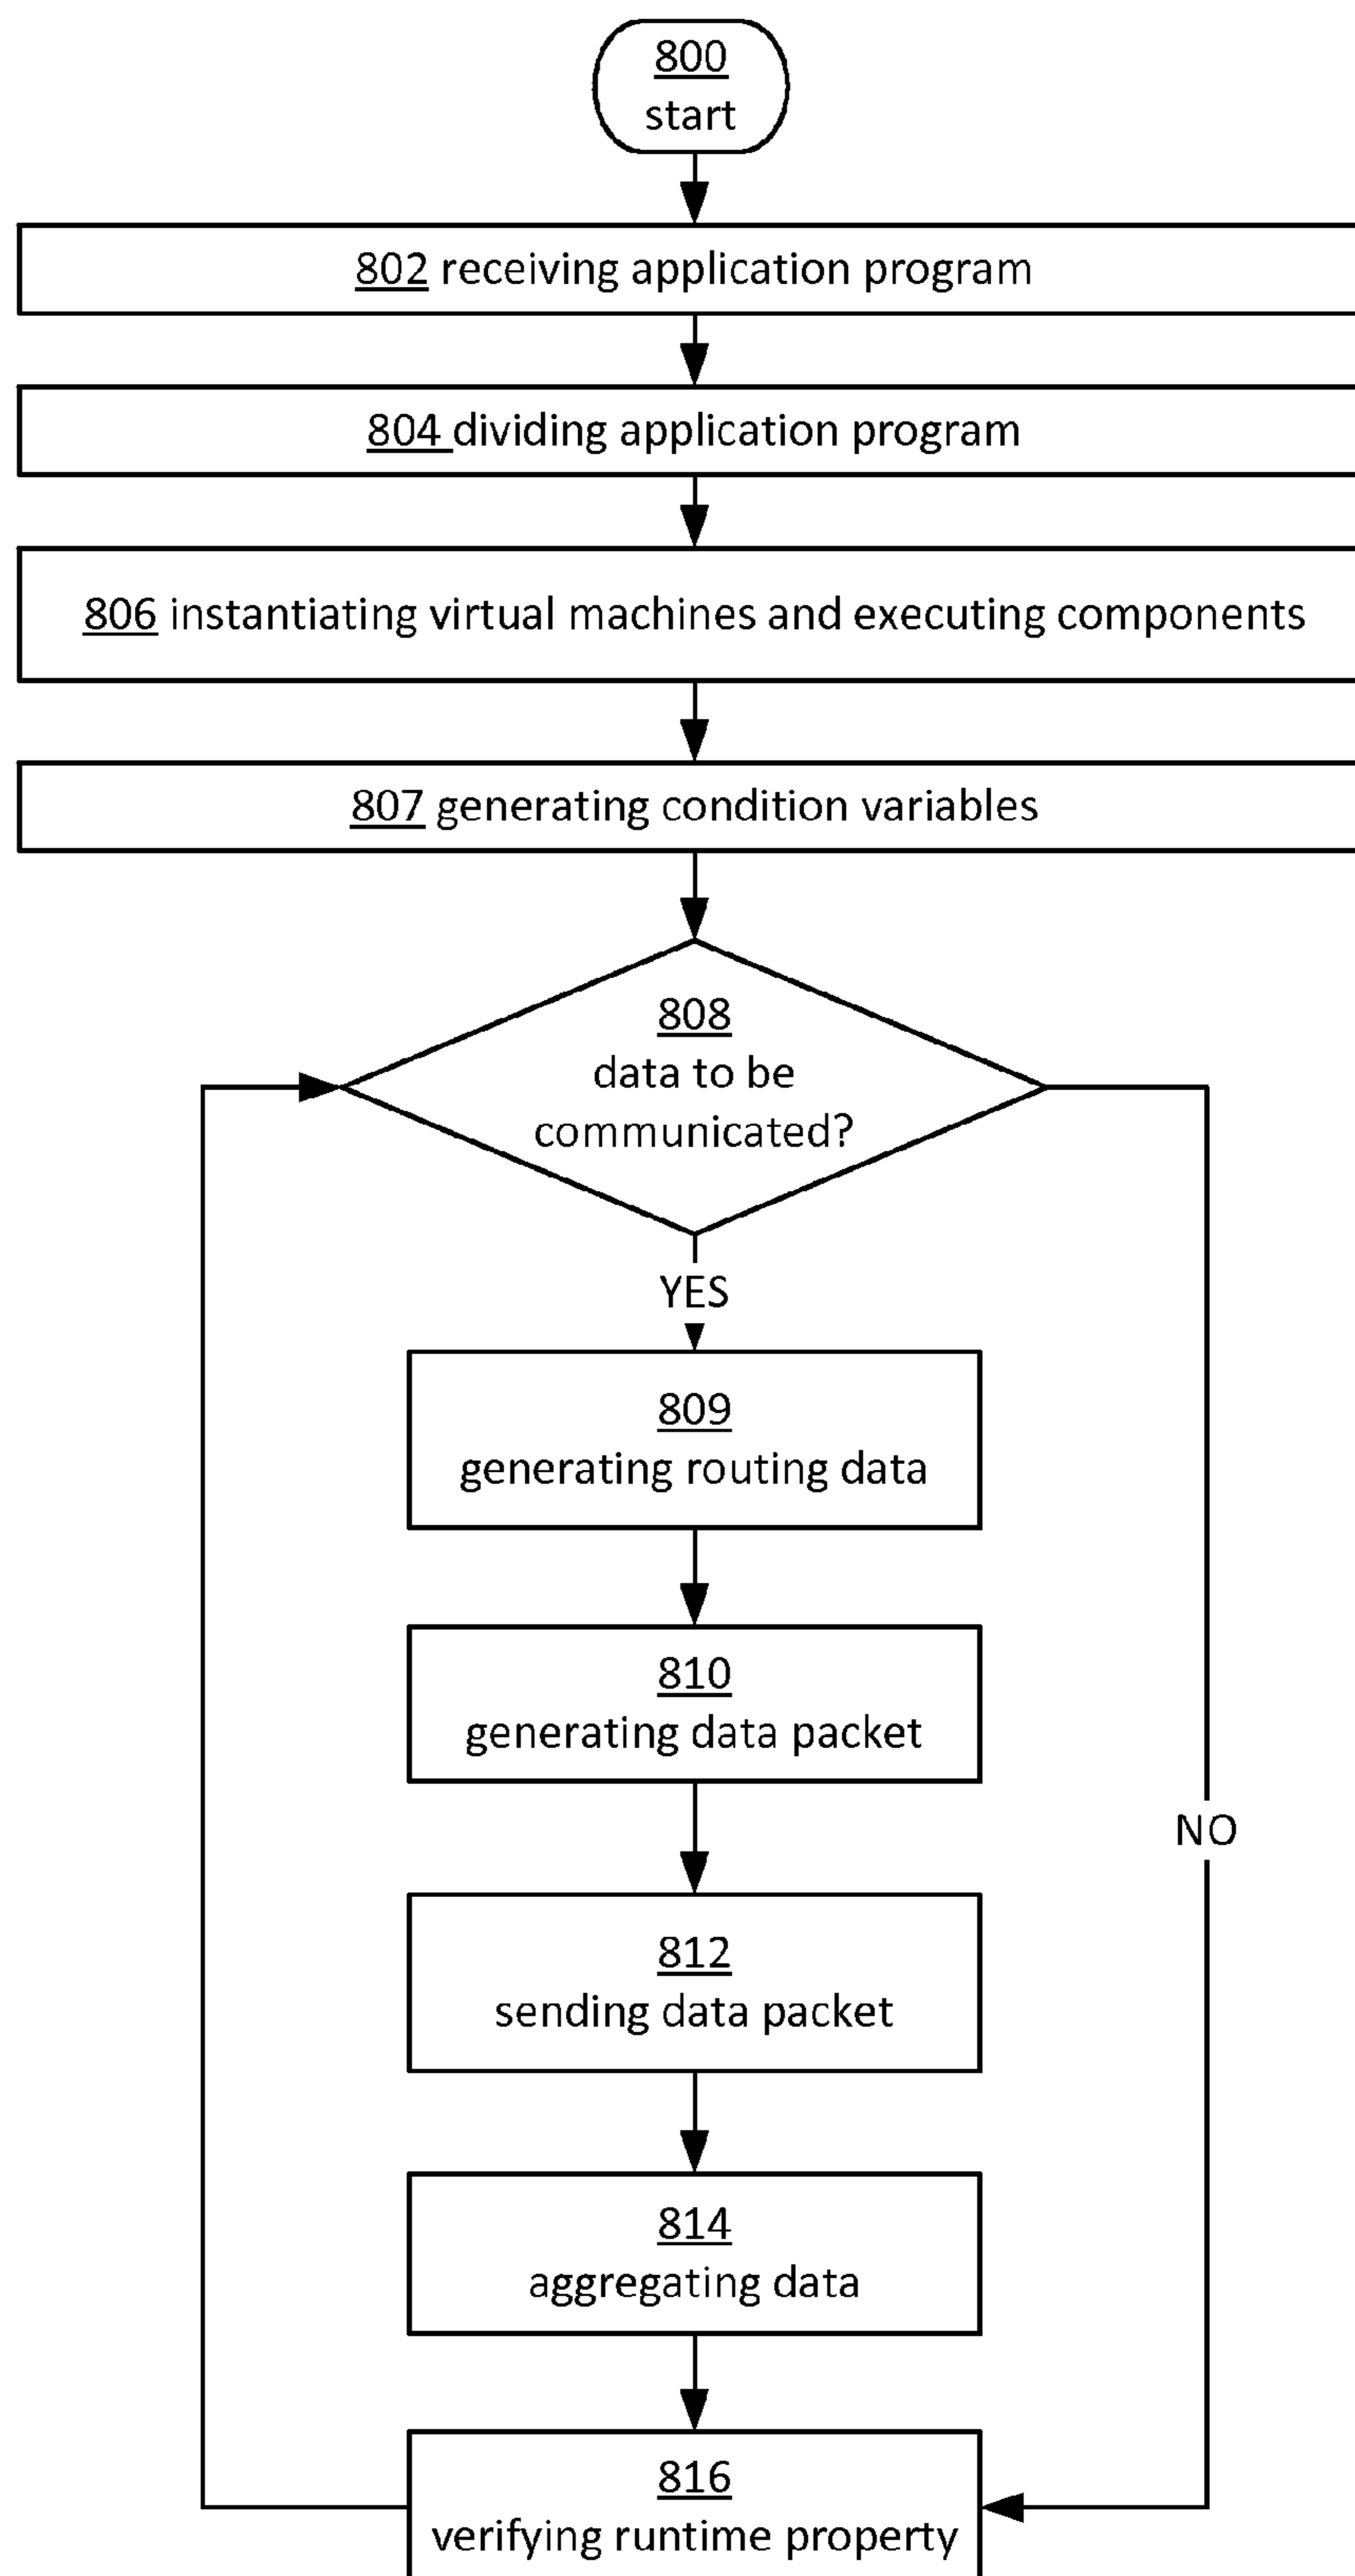 800
start
802 receiving application program
804 dividing application program
806 instantiating virtual machines and executing components
807 generating condition variables
808
data to be
communicated?
YES
809
generating routing data
810
generating data packet
NO
812
sending data packet
814
aggregating data
816
verifying runtime property